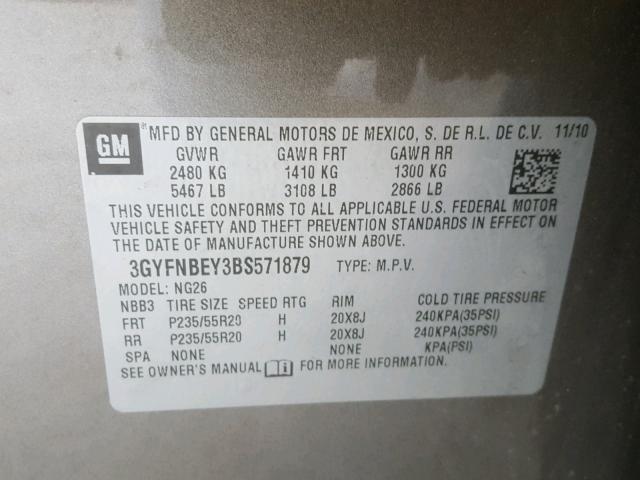 GM ® MFD BY GENERAL MOTORS DE MEXICO, S. DE R.L. DE C.V. 11/10
GVWR GAWR FRT GAWR RR
2480 KG 1410 KG 1300 KG
5467 LB 3108 LB 2866 LB
THIS VEHICLE CONFORMS TO ALL APPLICABLE U.S. FEDERAL MOTOR
VEHICLE SAFETY AND THEFT PREVENTION STANDARDS IN EFFECT ON
THE DATE OF MANUFACTURE SHOWN ABOVE.
3GYFNBEY3BS571879 TYPE: M.P.V.
MODEL: NG26
NBB3 TIRE SIZE SPEED RTG RIM COLD TIRE PRESSURE
FRT P235/55R20 H 20X8J 240KPA(35PSI)
RR P235/55R20 H 20X8J 240KPA(35PSI)
SPA NONE NONE KPA(PSI)
SEE OWNER'S MANUAL i FOR MORE INFORMATION.